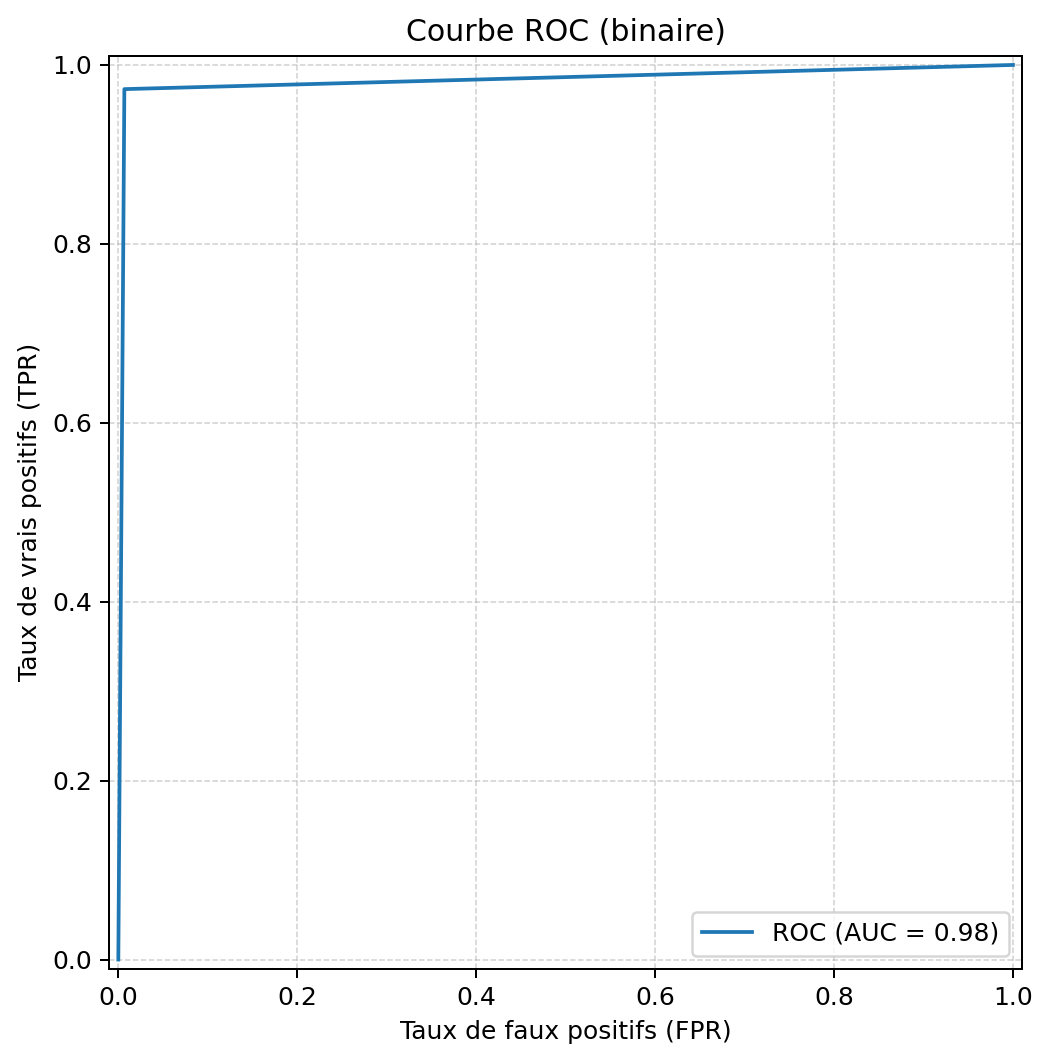 Courbe ROC (binaire)
1.0
0.8
0.6
0.4
0.2
0.0
Taux de vrais positifs (TPR)
ROC (AUC = 0.98)
0.0 0.2 0.4 0.6 0.8 1.0
Taux de faux positifs (FPR)